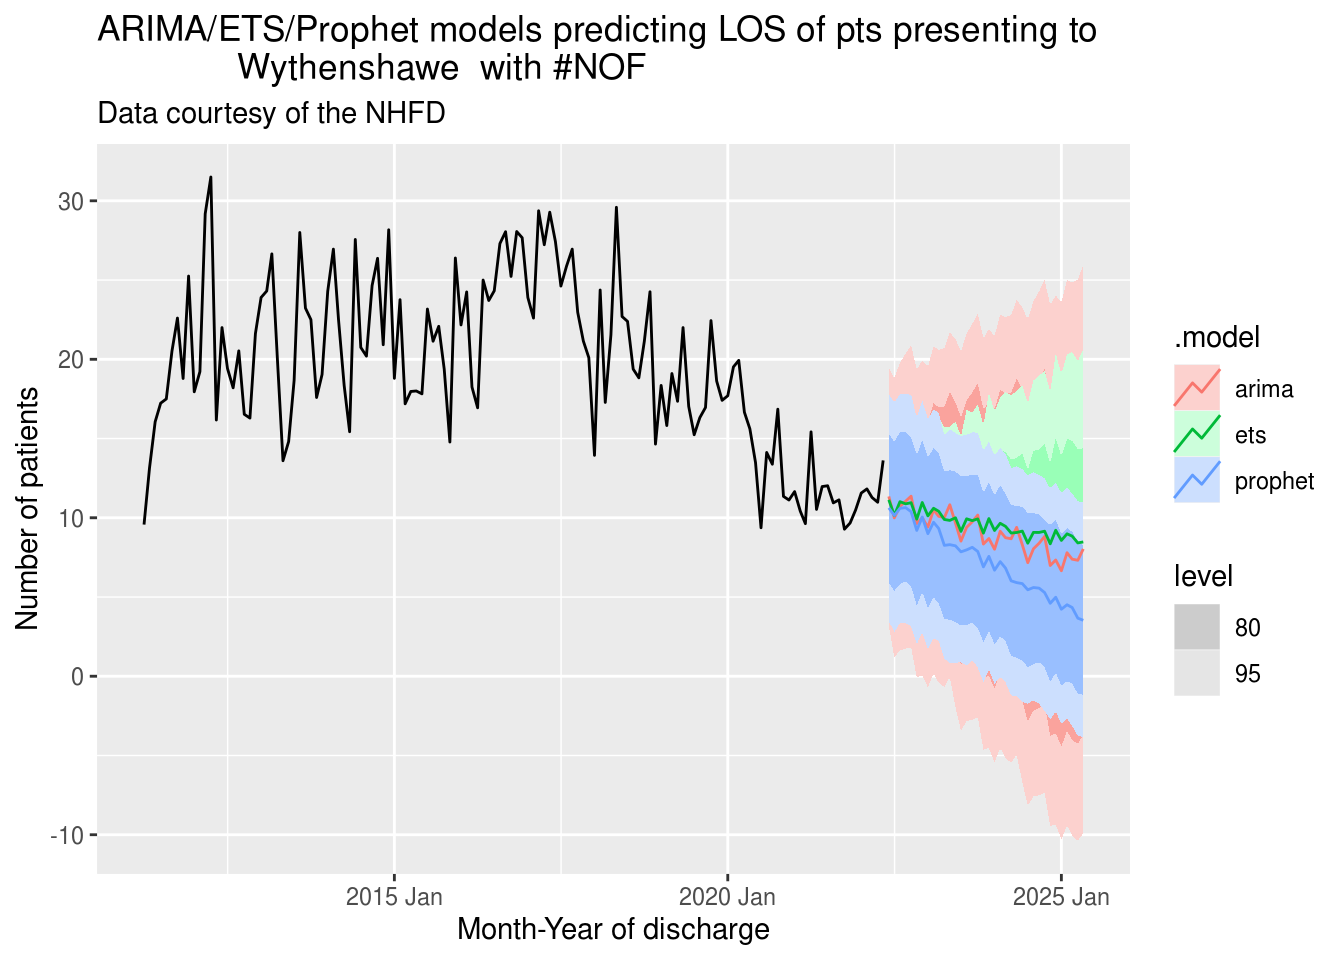 ARIMA/ETS/Prophet models predicting LOS of pts presenting to
Wythenshawe  with #NOF
Data courtesy of the NHFD
Number of patients
30
20
10
0
-10
2015 Jan
2020 Jan
2025 Jan
Month-Year of discharge
.model
arima
ets
prophet
level
80
95